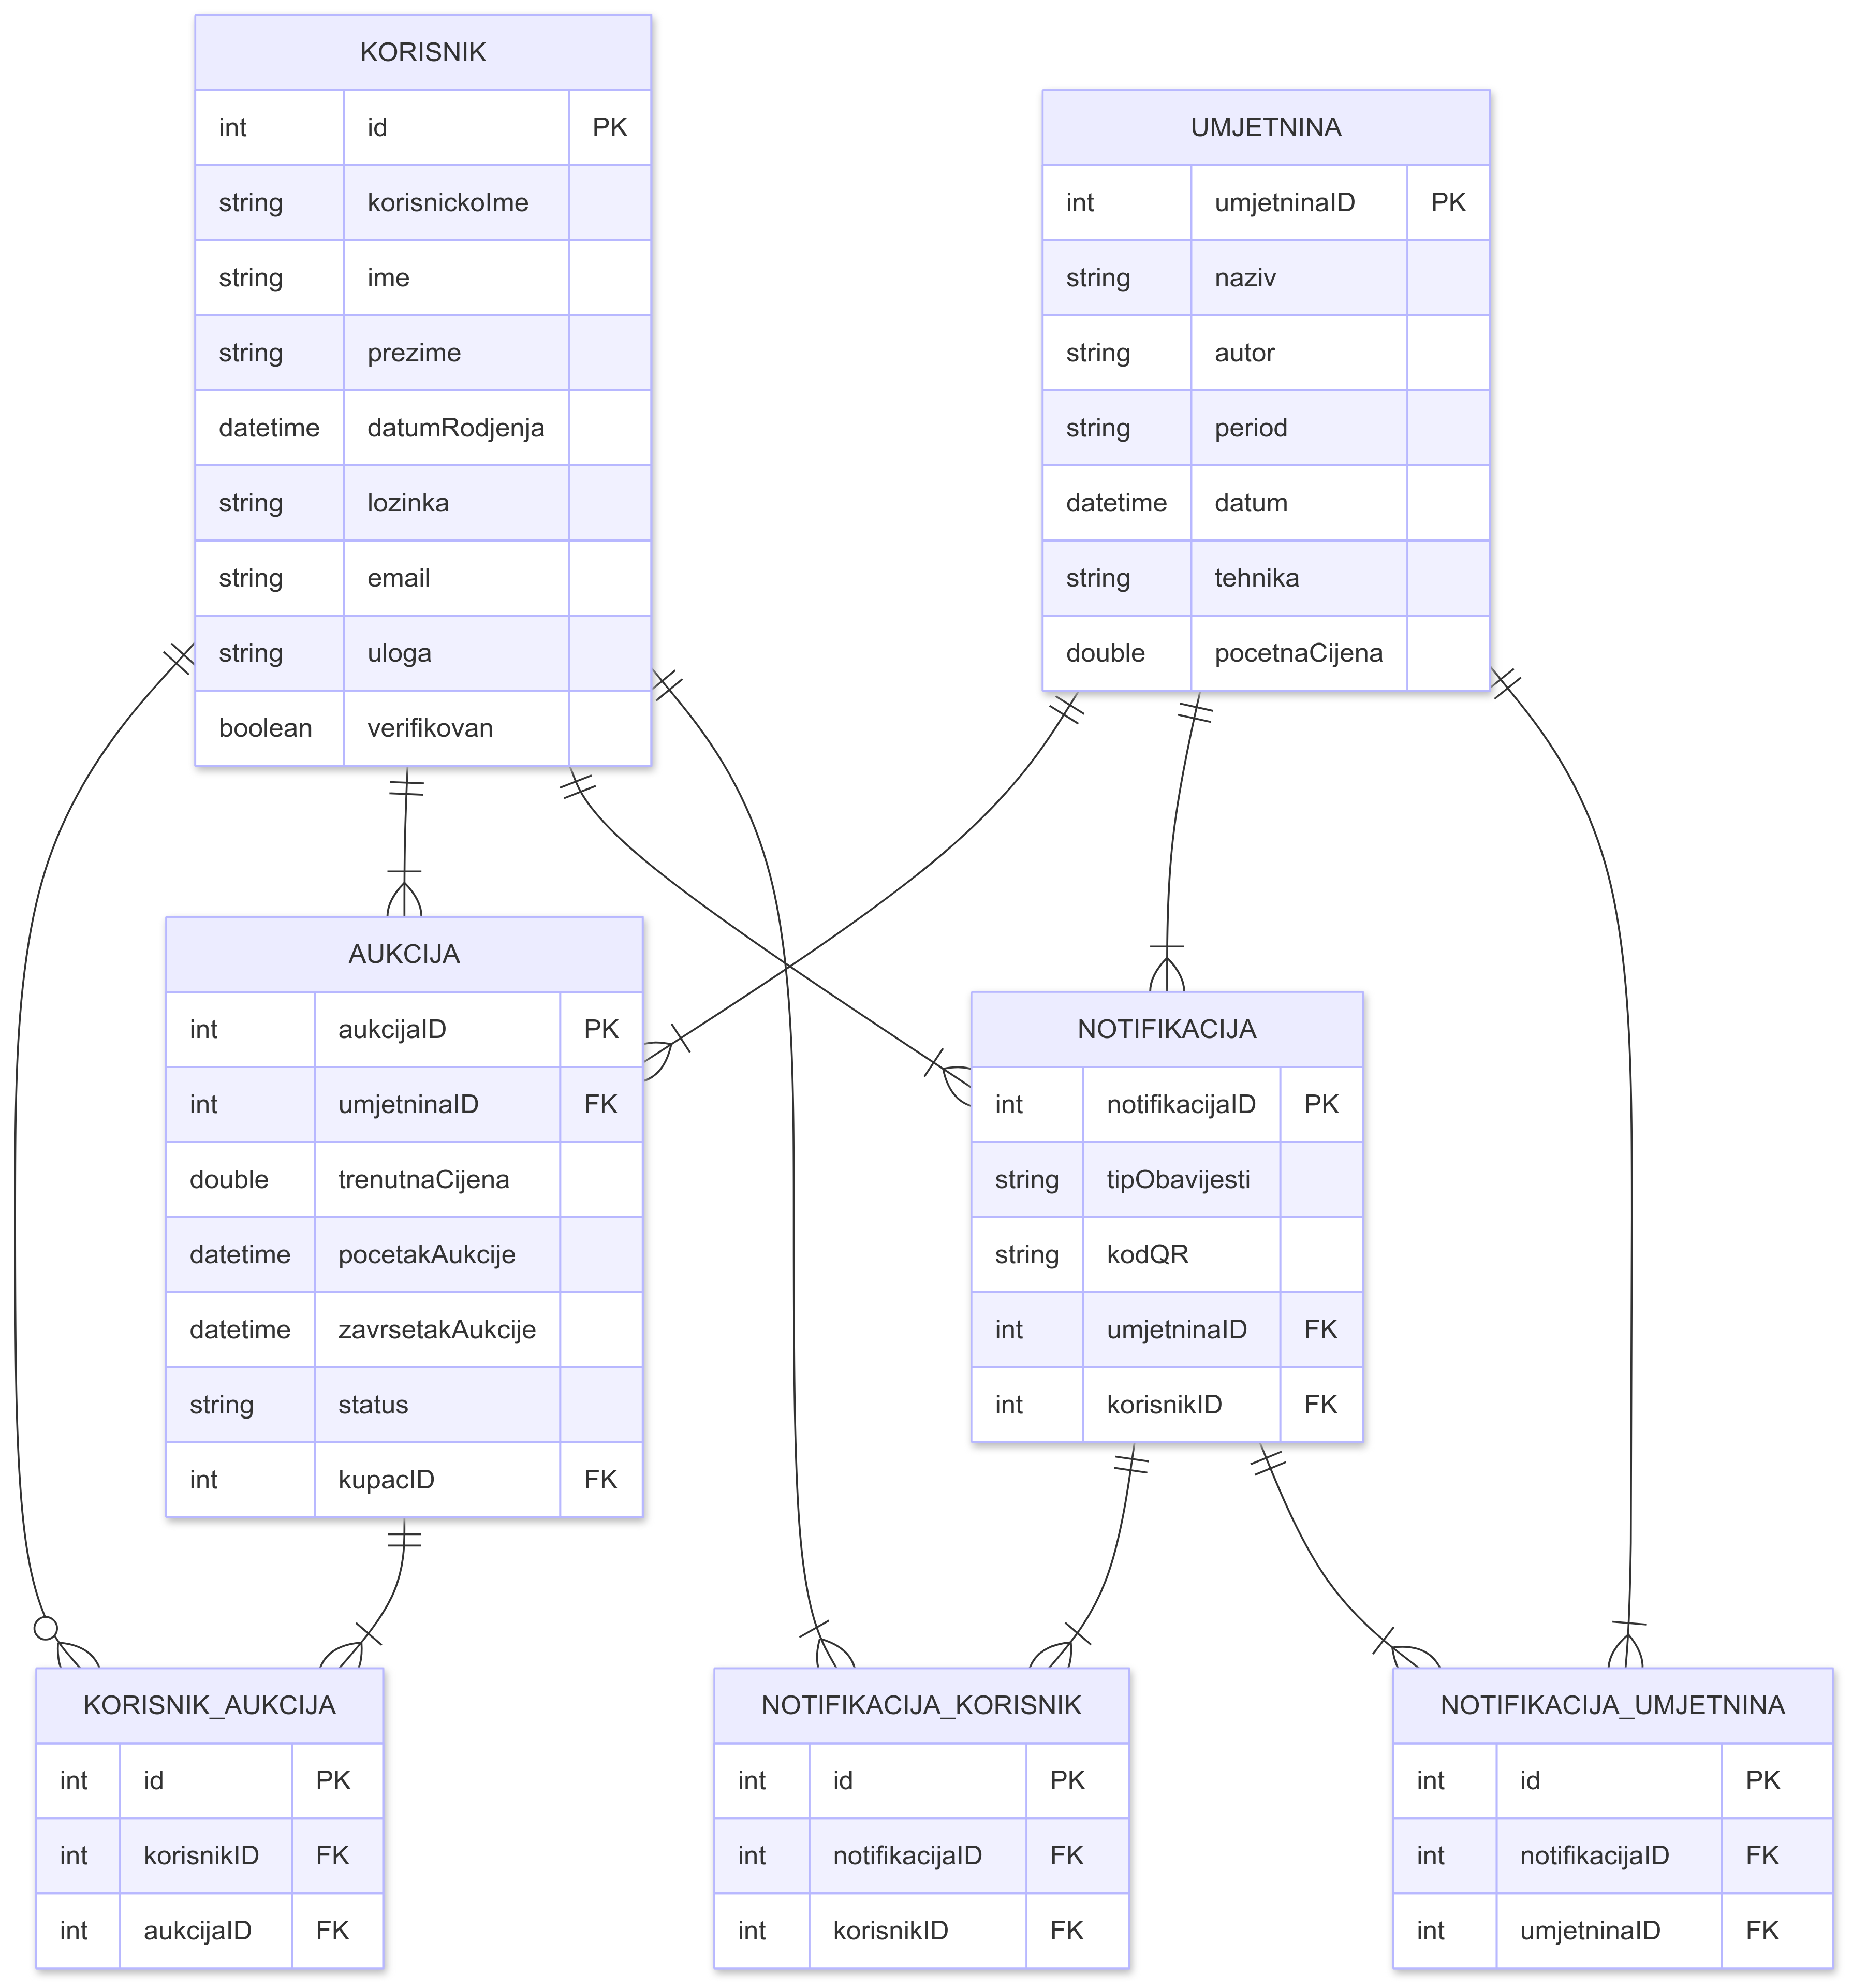 KORISNIK
int id PK
string korisnickoIme
string ime
string prezime
datetime datumRodjenja
string lozinka
string email
string uloga
boolean verifikovan
UMJETNINA
int umjetninaID PK
string naziv
string autor
string period
datetime datum
string tehnika
double pocetnaCijena
AUKCIJA
int aukcijaID PK
int umjetninaID FK
double trenutnaCijena
datetime pocetakAukcije
datetime zavrsetakAukcije
string status
int kupacID FK
NOTIFIKACIJA
int notifikacijaID PK
string tipObavijesti
string kodQR
int umjetninaID FK
int korisnikID FK
KORISNIK_AUKCIJA
int id PK
int korisnikID FK
int aukcijaID FK
NOTIFIKACIJA_KORISNIK
int id PK
int notifikacijaID FK
int korisnikID FK
NOTIFIKACIJA_UMJETNINA
int id PK
int notifikacijaID FK
int umjetninaID FK